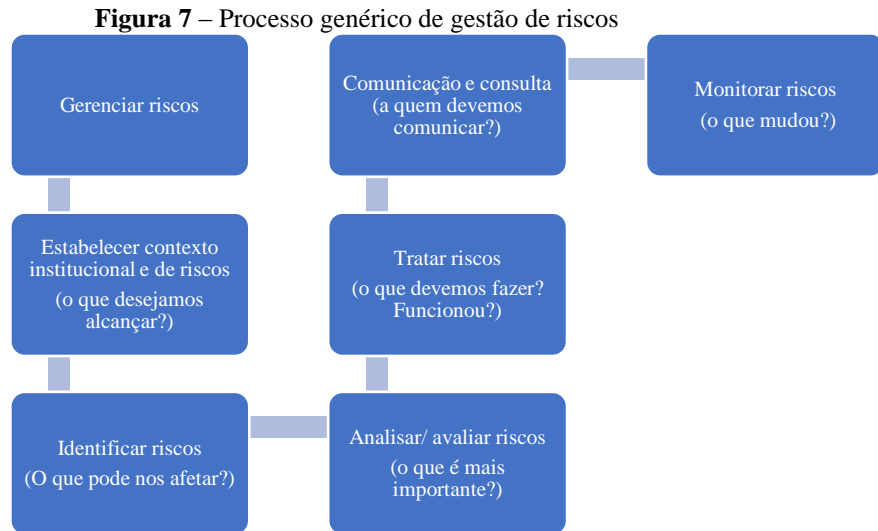 Figura 7 – Processo genérico de gestão de riscos
Gerenciar riscos
Estabelecer contexto
institucional e de riscos
(o que desejamos
alcançar?)
Identificar riscos
(O que pode nos afetar?)
Analisar/ avaliar riscos
(o que é mais
importante?)
Tratar riscos
(o que devemos fazer?
Funcionou?)
Comunicação e consulta
(a quem devemos
comunicar?)
Monitorar riscos
(o que mudou?)